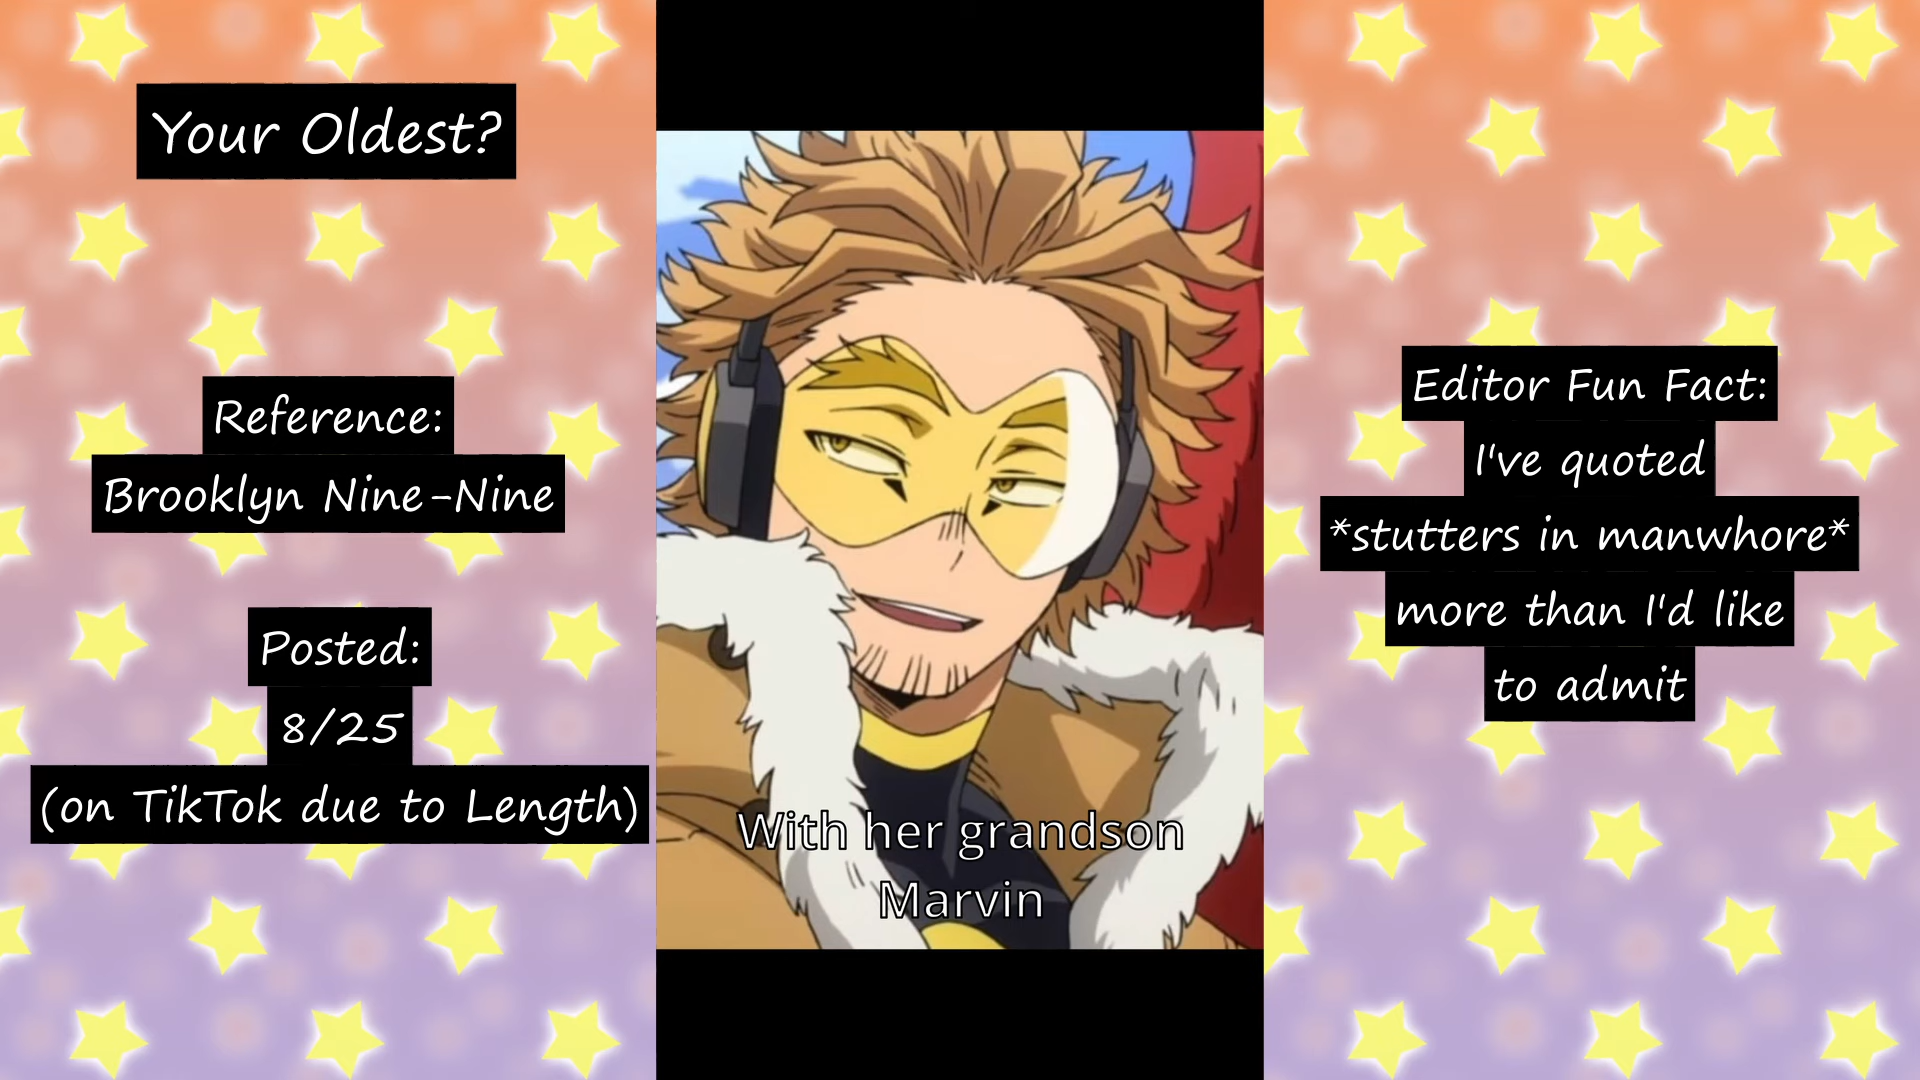 Your Oldest?
Reference:
Brooklyn Nine-Nine
Posted:
8/25
(on TikTok due to Length)
With her grandson
Marvin
Editor Fun Fact:
I've quoted
*stutters in manwhore*
more than I'd like
to admit